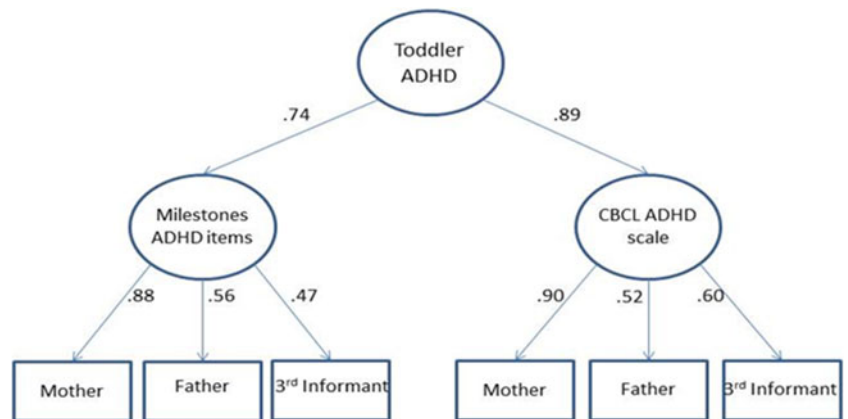 Toddler
ADHD
.74
.89
Milestones
ADHD items
CBCL ADHD
scale
.88
.56
.47
.90
.52
.60
Mother
Father
3rd Informant
Mother
Father
3rd Informant